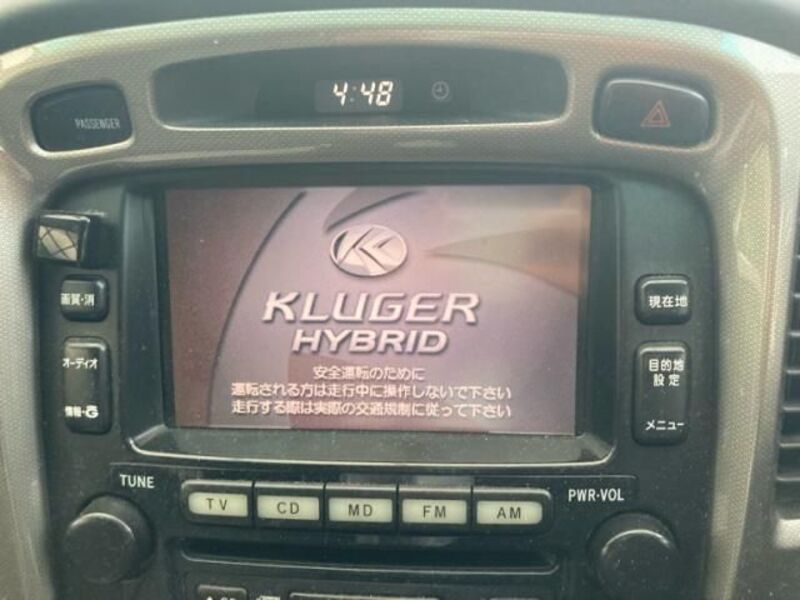 4:48
PASSENGER
KLUGER
HYBRID
安全運転のために
運転される方は走行中に操作しないで下さい
走行する際は実際の交通規制に従って下さい
画質・消
オーディオ
情報・G
現在地
目的地
設定
メニュー
TUNE
TV
CD
MD
FM
AM
PWR・VOL